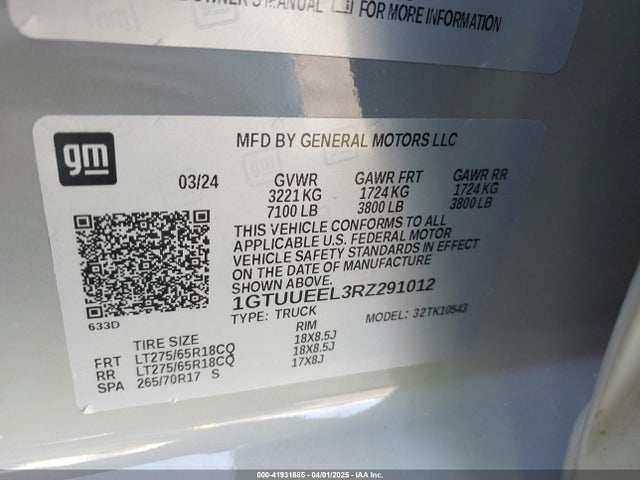 OWNER'S MANUAL FOR MORE INFORMATION
gm
MFD BY GENERAL MOTORS LLC
03/24 GVWR GAWR FRT GAWR RR
3221 KG 1724 KG 1724 KG
7100 LB 3800 LB 3800 LB
THIS VEHICLE CONFORMS TO ALL
APPLICABLE U.S. FEDERAL MOTOR
VEHICLE SAFETY STANDARDS IN EFFECT
ON THE DATE OF MANUFACTURE
SHOWN ABOVE.
1GTUUEEL3RZ291012
TYPE: TRUCK MODEL: 32TK10543
633D
TIRE SIZE RIM
FRT LT275/65R18CQ 18X8.5J
RR LT275/65R18CQ 18X8.5J
SPA 265/70R17 S 17X8J
000-41931885 - 04/01/2025 - IAA Inc.